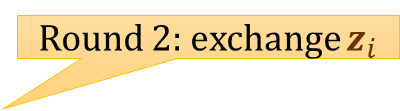 Round 2: exchange 𝒛ᵢ